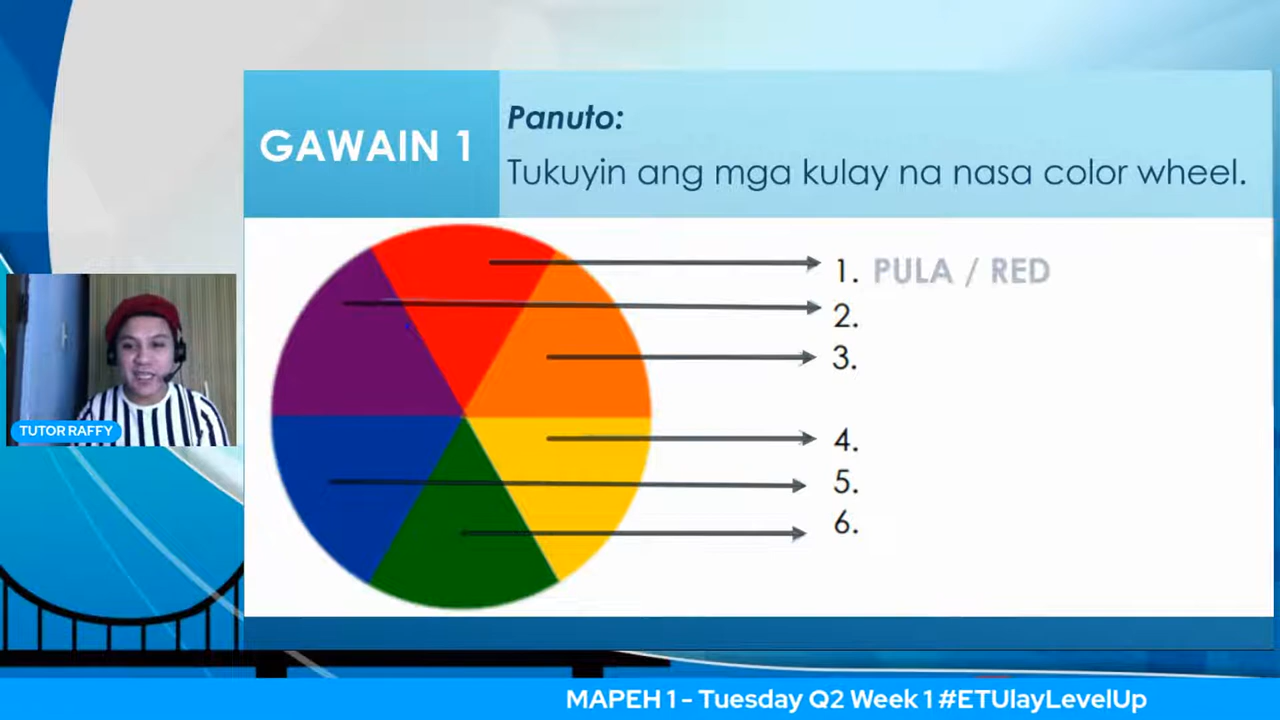 GAWAIN 1
Panuto:
Tukuyin ang mga kulay na nasa color wheel.
1. PULA / RED
2.
3.
4.
5.
6.
TUTOR RAFFY
MAPEH 1 - Tuesday Q2 Week 1 #ETUlayLevelUp